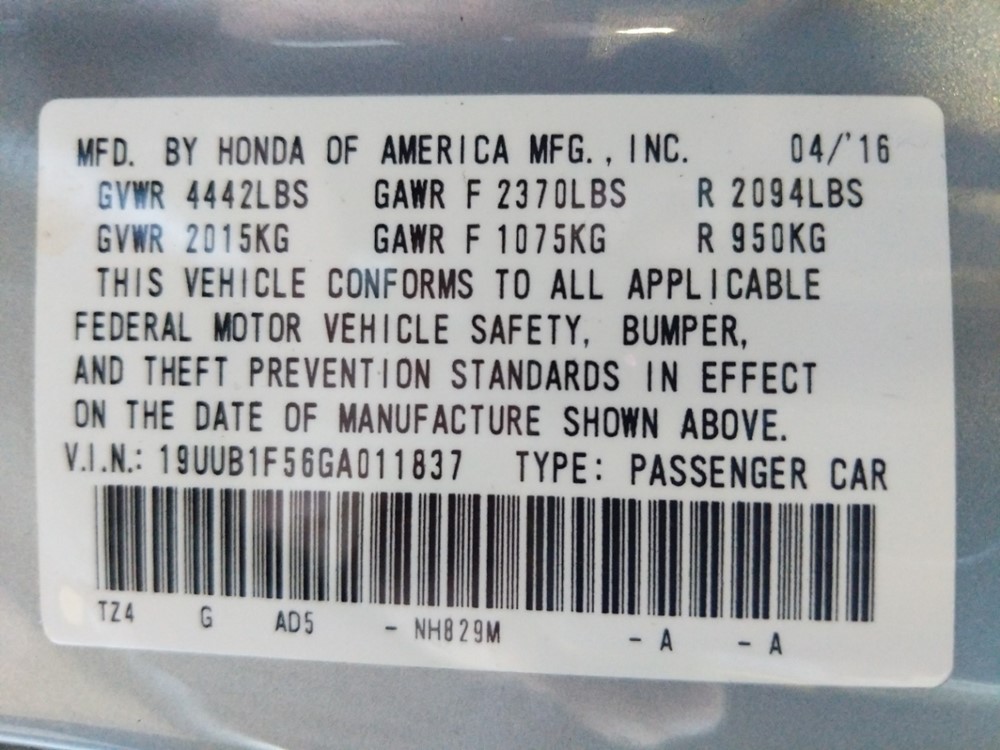 MFD. BY HONDA OF AMERICA MFG., INC. 04/'16
GVWR 4442LBS GAWR F 2370LBS R 2094LBS
GVWR 2015KG GAWR F 1075KG R 950KG
THIS VEHICLE CONFORMS TO ALL APPLICABLE
FEDERAL MOTOR VEHICLE SAFETY, BUMPER,
AND THEFT PREVENTION STANDARDS IN EFFECT
ON THE DATE OF MANUFACTURE SHOWN ABOVE.
V.I.N.: 19UUB1F56GA011837 TYPE: PASSENGER CAR
TZ4 G AD5 - NH829M - A - A